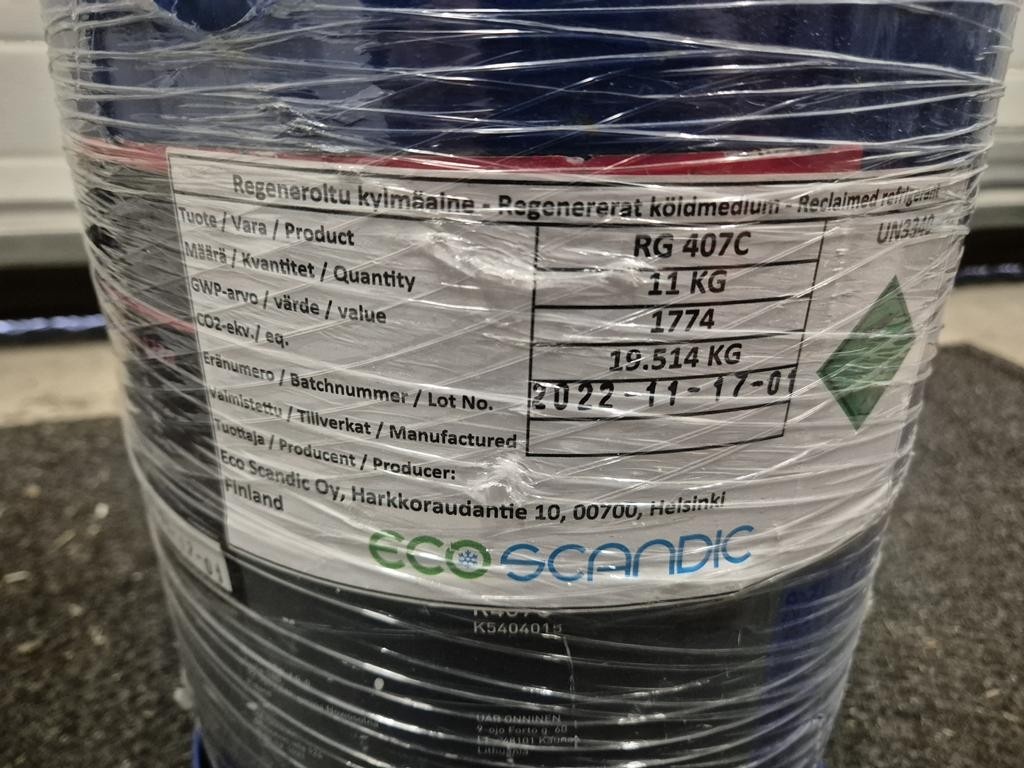 Regeneroitu kylmäaine - Regenererat köldmedium - Reclaimed refrigerant
UN3340
Tuote / Vara / Product
RG 407C
Määrä / Kvantitet / Quantity
11 KG
GWP-arvo / värde / value
1774
CO2-ekv./ eq.
19.514 KG
Eränumero / Batchnummer / Lot No.
2022-11-17-01
Valmistettu / Tillverkat / Manufactured
Tuottaja / Producent / Producer:
Eco Scandic Oy, Harkkoraudantie 10, 00700, Helsinki
Finland
ECO SCANDIC
K5404015
UAB ONNINEN
Lithuania